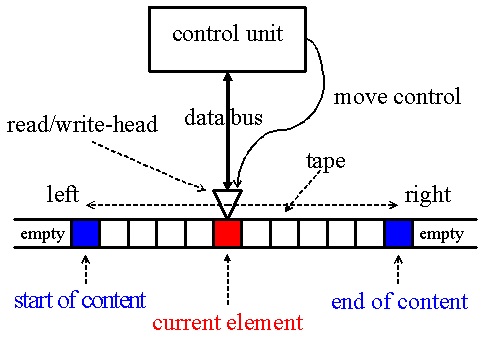 control unit
move control
data bus
read/write-head
tape
left
right
empty
empty
start of content
end of content
current element